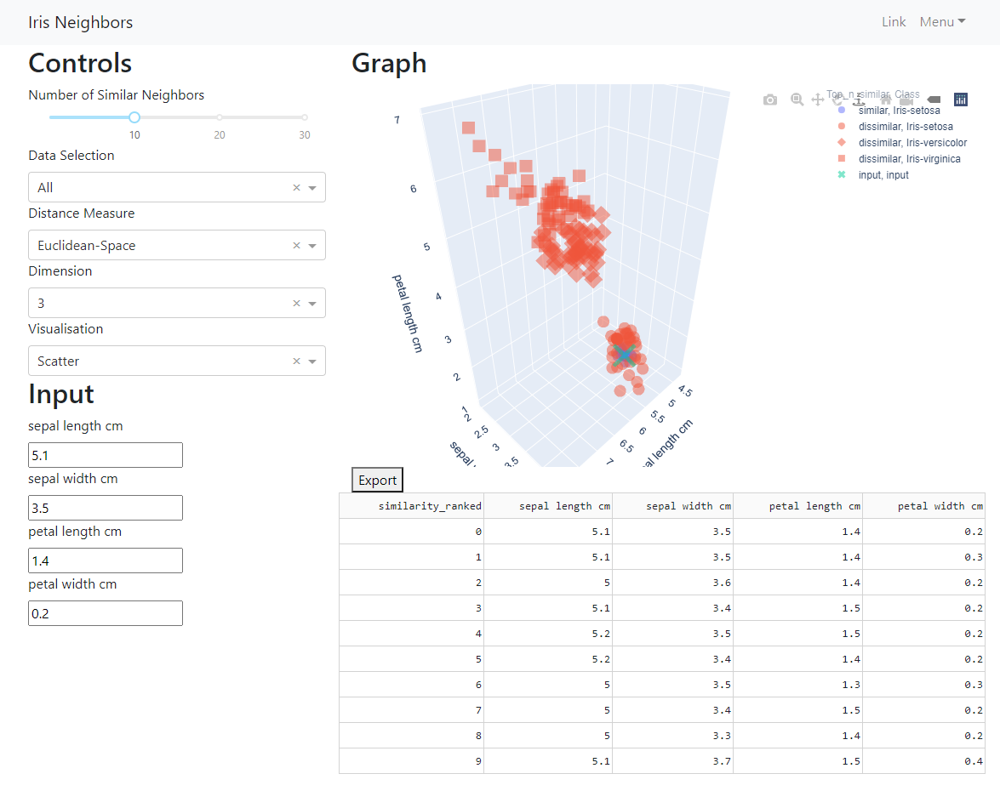 Iris Neighbors Link Menu
Controls
Number of Similar Neighbors
10 20 30
Data Selection
All
Distance Measure
Euclidean-Space
Dimension
3
Visualisation
Scatter
Input
sepal length cm
5.1
sepal width cm
3.5
petal length cm
1.4
petal width cm
0.2
Graph
Top_n_similar, Class
similar, Iris-setosa
dissimilar, Iris-setosa
dissimilar, Iris-versicolor
dissimilar, Iris-virginica
input, input
7
6
5
4
3
2
1
petal length cm
2
2.5
3
3.5
sepal
4.5
5
5.5
6
6.5
7
al length cm
Export
similarity_ranked sepal length cm sepal width cm petal length cm petal width cm
0 5.1 3.5 1.4 0.2
1 5.1 3.5 1.4 0.3
2 5 3.6 1.4 0.2
3 5.1 3.4 1.5 0.2
4 5.2 3.5 1.5 0.2
5 5.2 3.4 1.4 0.2
6 5 3.5 1.3 0.3
7 5 3.4 1.5 0.2
8 5 3.3 1.4 0.2
9 5.1 3.7 1.5 0.4